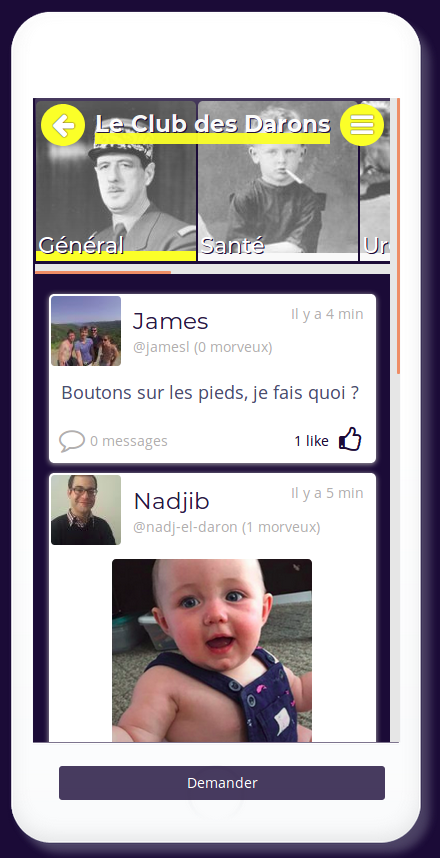 Le Club des Darons
Général
Santé
Ur
James
Il y a 4 min
@jamesl (0 morveux)
Boutons sur les pieds, je fais quoi ?
0 messages
1 like
Nadjib
Il y a 5 min
@nadj-el-daron (1 morveux)
Demander